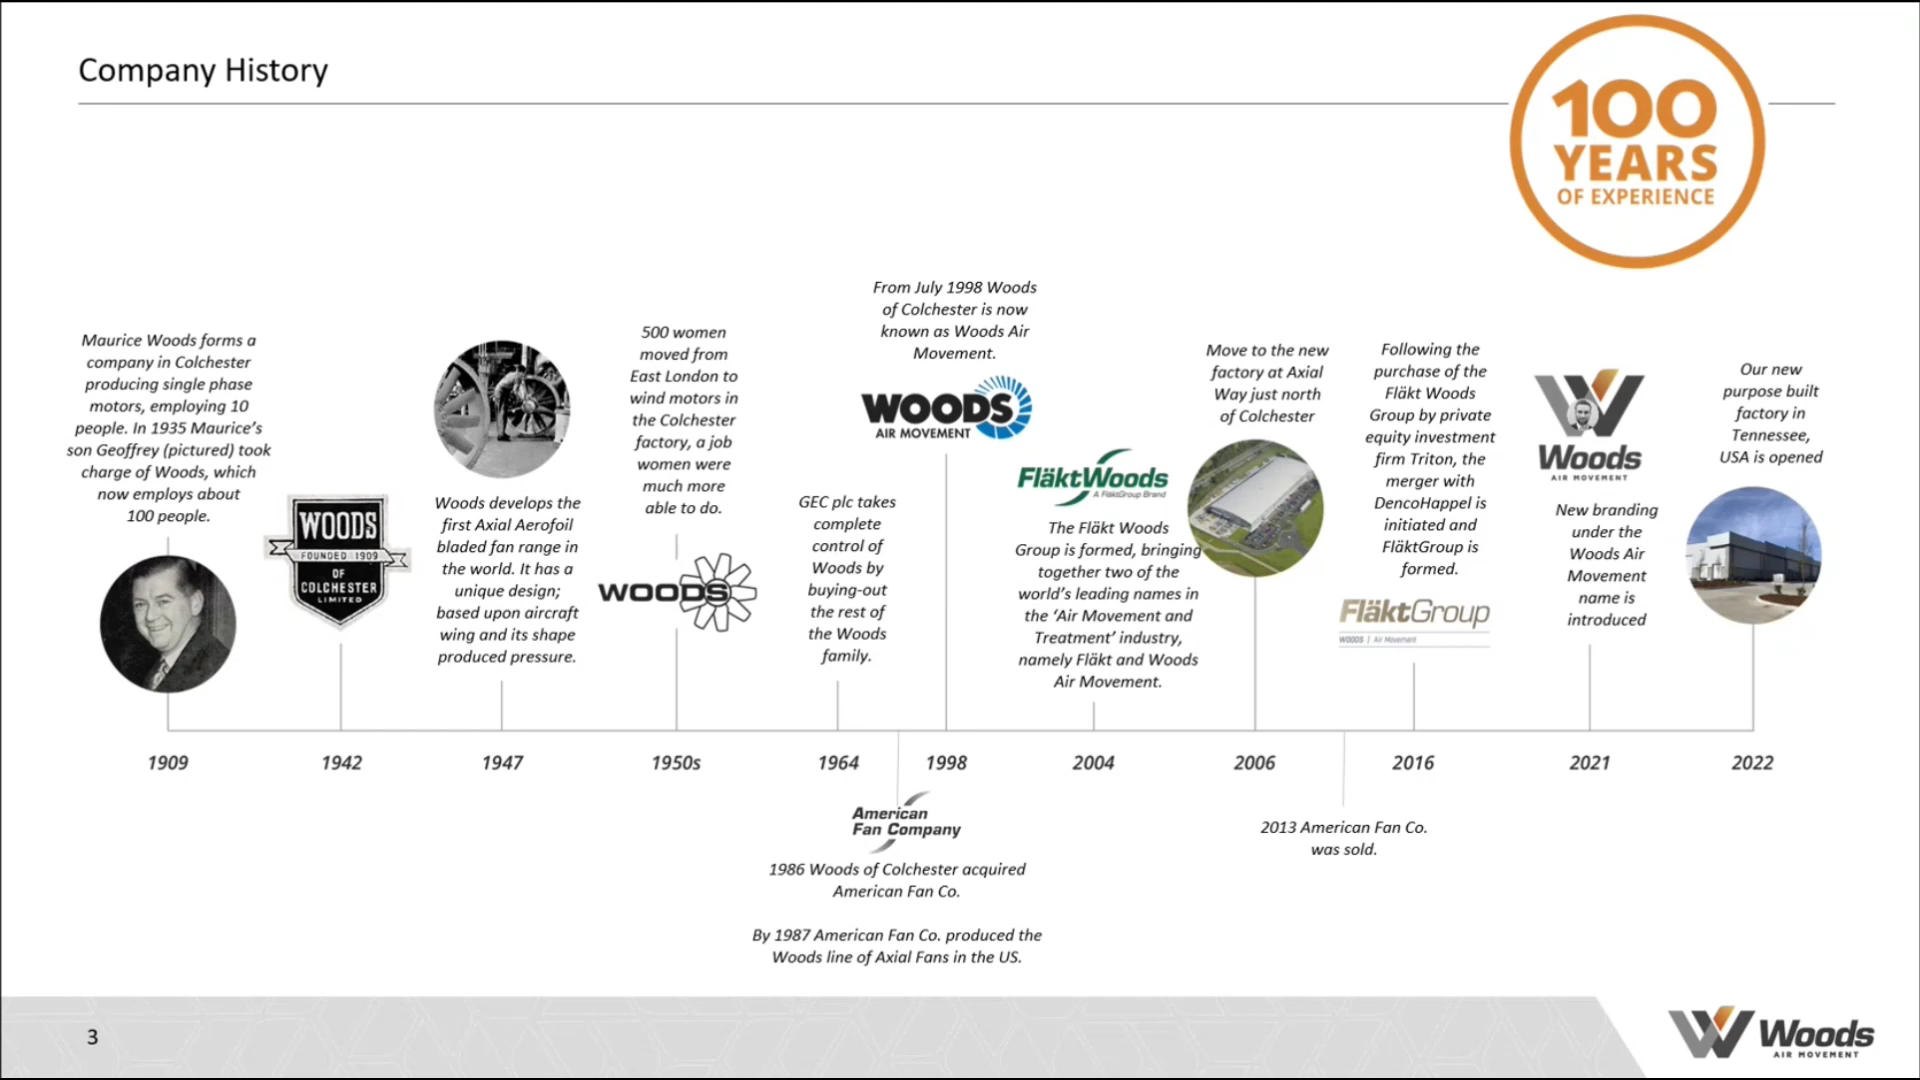 Company History
100
YEARS
OF EXPERIENCE
Maurice Woods forms a
company in Colchester
producing single phase
motors, employing 10
people. In 1935 Maurice's
son Geoffrey (pictured) took
charge of Woods, which
now employs about
100 people.
WOODS
FOUNDED 1909
OF
COLCHESTER
LIMITED
Woods develops the
first Axial Aerofoil
bladed fan range in
the world. It has a
unique design;
based upon aircraft
wing and its shape
produced pressure.
500 women
moved from
East London to
wind motors in
the Colchester
factory, a job
women were
much more
able to do.
WOODS
GEC plc takes
complete
control of
Woods by
buying-out
the rest of
the Woods
family.
From July 1998 Woods
of Colchester is now
known as Woods Air
Movement.
WOODS
AIR MOVEMENT
FläktWoods
A FläktGroup Brand
The Fläkt Woods
Group is formed, bringing
together two of the
world's leading names in
the ‘Air Movement and
Treatment’ industry,
namely Fläkt and Woods
Air Movement.
Move to the new
factory at Axial
Way just north
of Colchester
Following the
purchase of the
Fläkt Woods
Group by private
equity investment
firm Triton, the
merger with
DencoHappel is
initiated and
FläktGroup is
formed.
FläktGroup
WOODS | Air Movement
Woods
AIR MOVEMENT
New branding
under the
Woods Air
Movement
name is
introduced
Our new
purpose built
factory in
Tennessee,
USA is opened
1909 1942 1947 1950s 1964 1998 2004 2006 2016 2021 2022
American
Fan Company
1986 Woods of Colchester acquired
American Fan Co.
By 1987 American Fan Co. produced the
Woods line of Axial Fans in the US.
2013 American Fan Co.
was sold.
3
Woods
AIR MOVEMENT